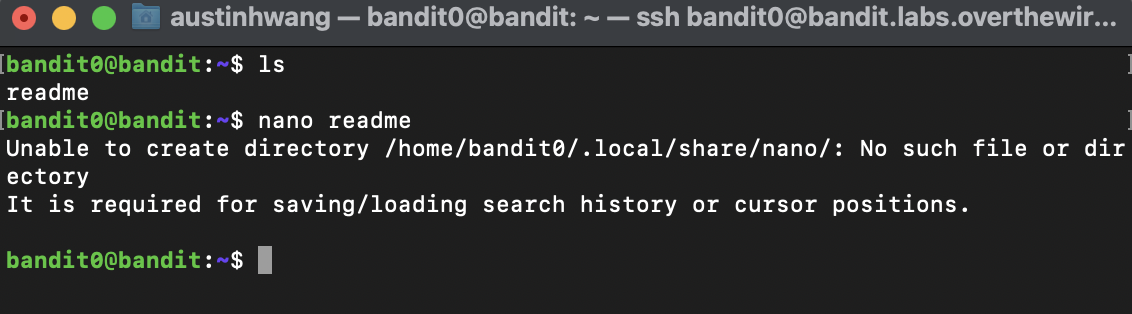 austinhwang — bandit0@bandit: ~ — ssh bandit0@bandit.labs.overthewir...
[bandit0@bandit:~$ ls ]
readme
[bandit0@bandit:~$ nano readme ]
Unable to create directory /home/bandit0/.local/share/nano/: No such file or dir
ectory
It is required for saving/loading search history or cursor positions.
bandit0@bandit:~$